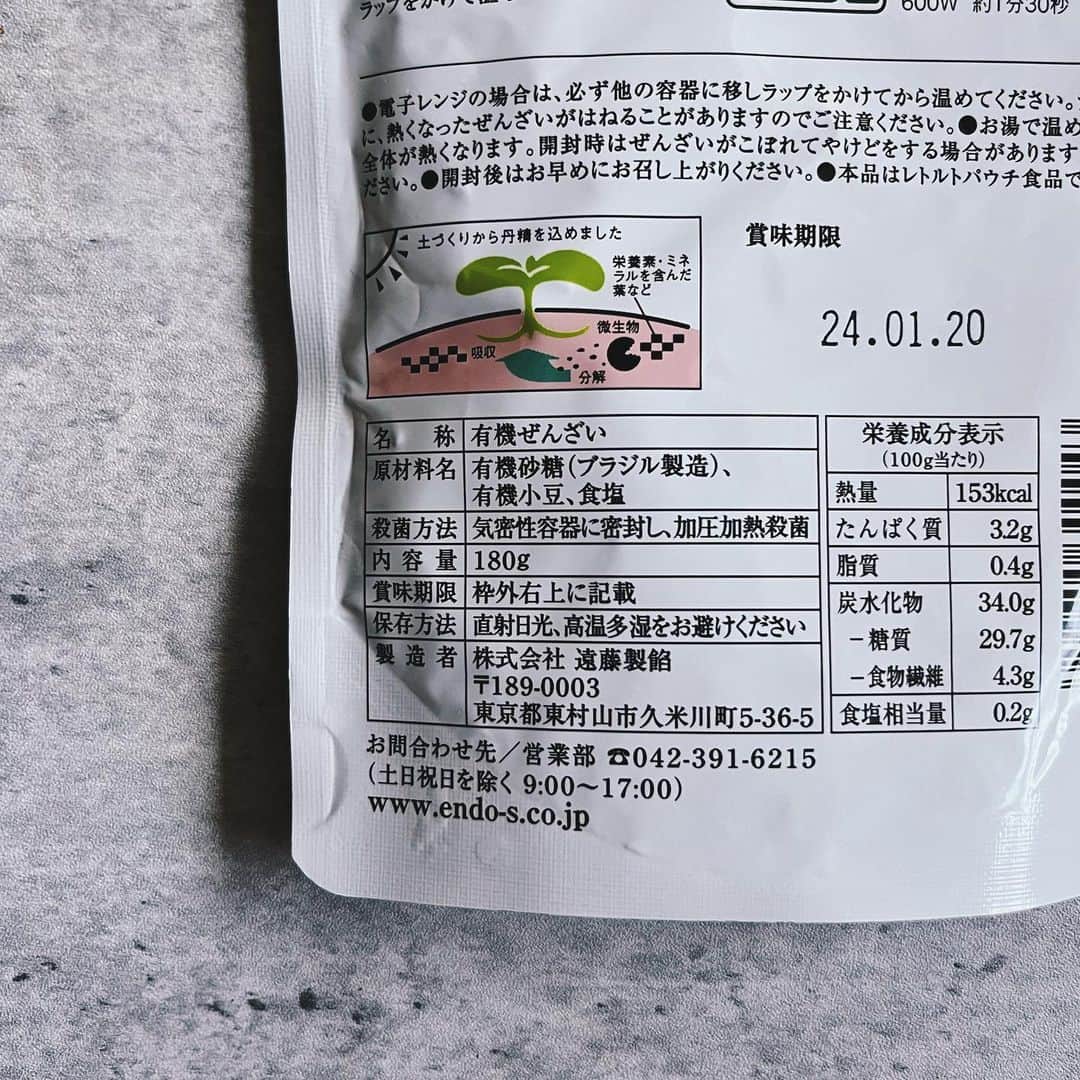 ラップをかけて温
600W 約1分30秒
●電子レンジの場合は、必ず他の容器に移しラップをかけてから温めてください。
に、熱くなったぜんざいがはねることがありますのでご注意ください。●お湯で温め
全体が熱くなります。開封時はぜんざいがこぼれてやけどをする場合があります
ださい。●開封後はお早めにお召し上がりください。●本品はレトルトパウチ食品で
土づくりから丹精を込めました
栄養素・ミネ
ラルを含んだ
葉など
微生物
吸収
分解
賞味期限
24.01.20
名称 有機ぜんざい
原材料名 有機砂糖(ブラジル製造)、
有機小豆、食塩
殺菌方法 気密性容器に密封し、加圧加熱殺菌
内容量 180g
賞味期限 枠外右上に記載
保存方法 直射日光、高温多湿をお避けください
製造者 株式会社 遠藤製餡
〒189-0003
東京都東村山市久米川町5-36-5
栄養成分表示
(100g当たり)
熱量 153kcal
たんぱく質 3.2g
脂質 0.4g
炭水化物 34.0g
－糖質 29.7g
－食物繊維 4.3g
食塩相当量 0.2g
お問合わせ先／営業部 ☎042-391-6215
(土日祝日を除く 9:00〜17:00)
www.endo-s.co.jp